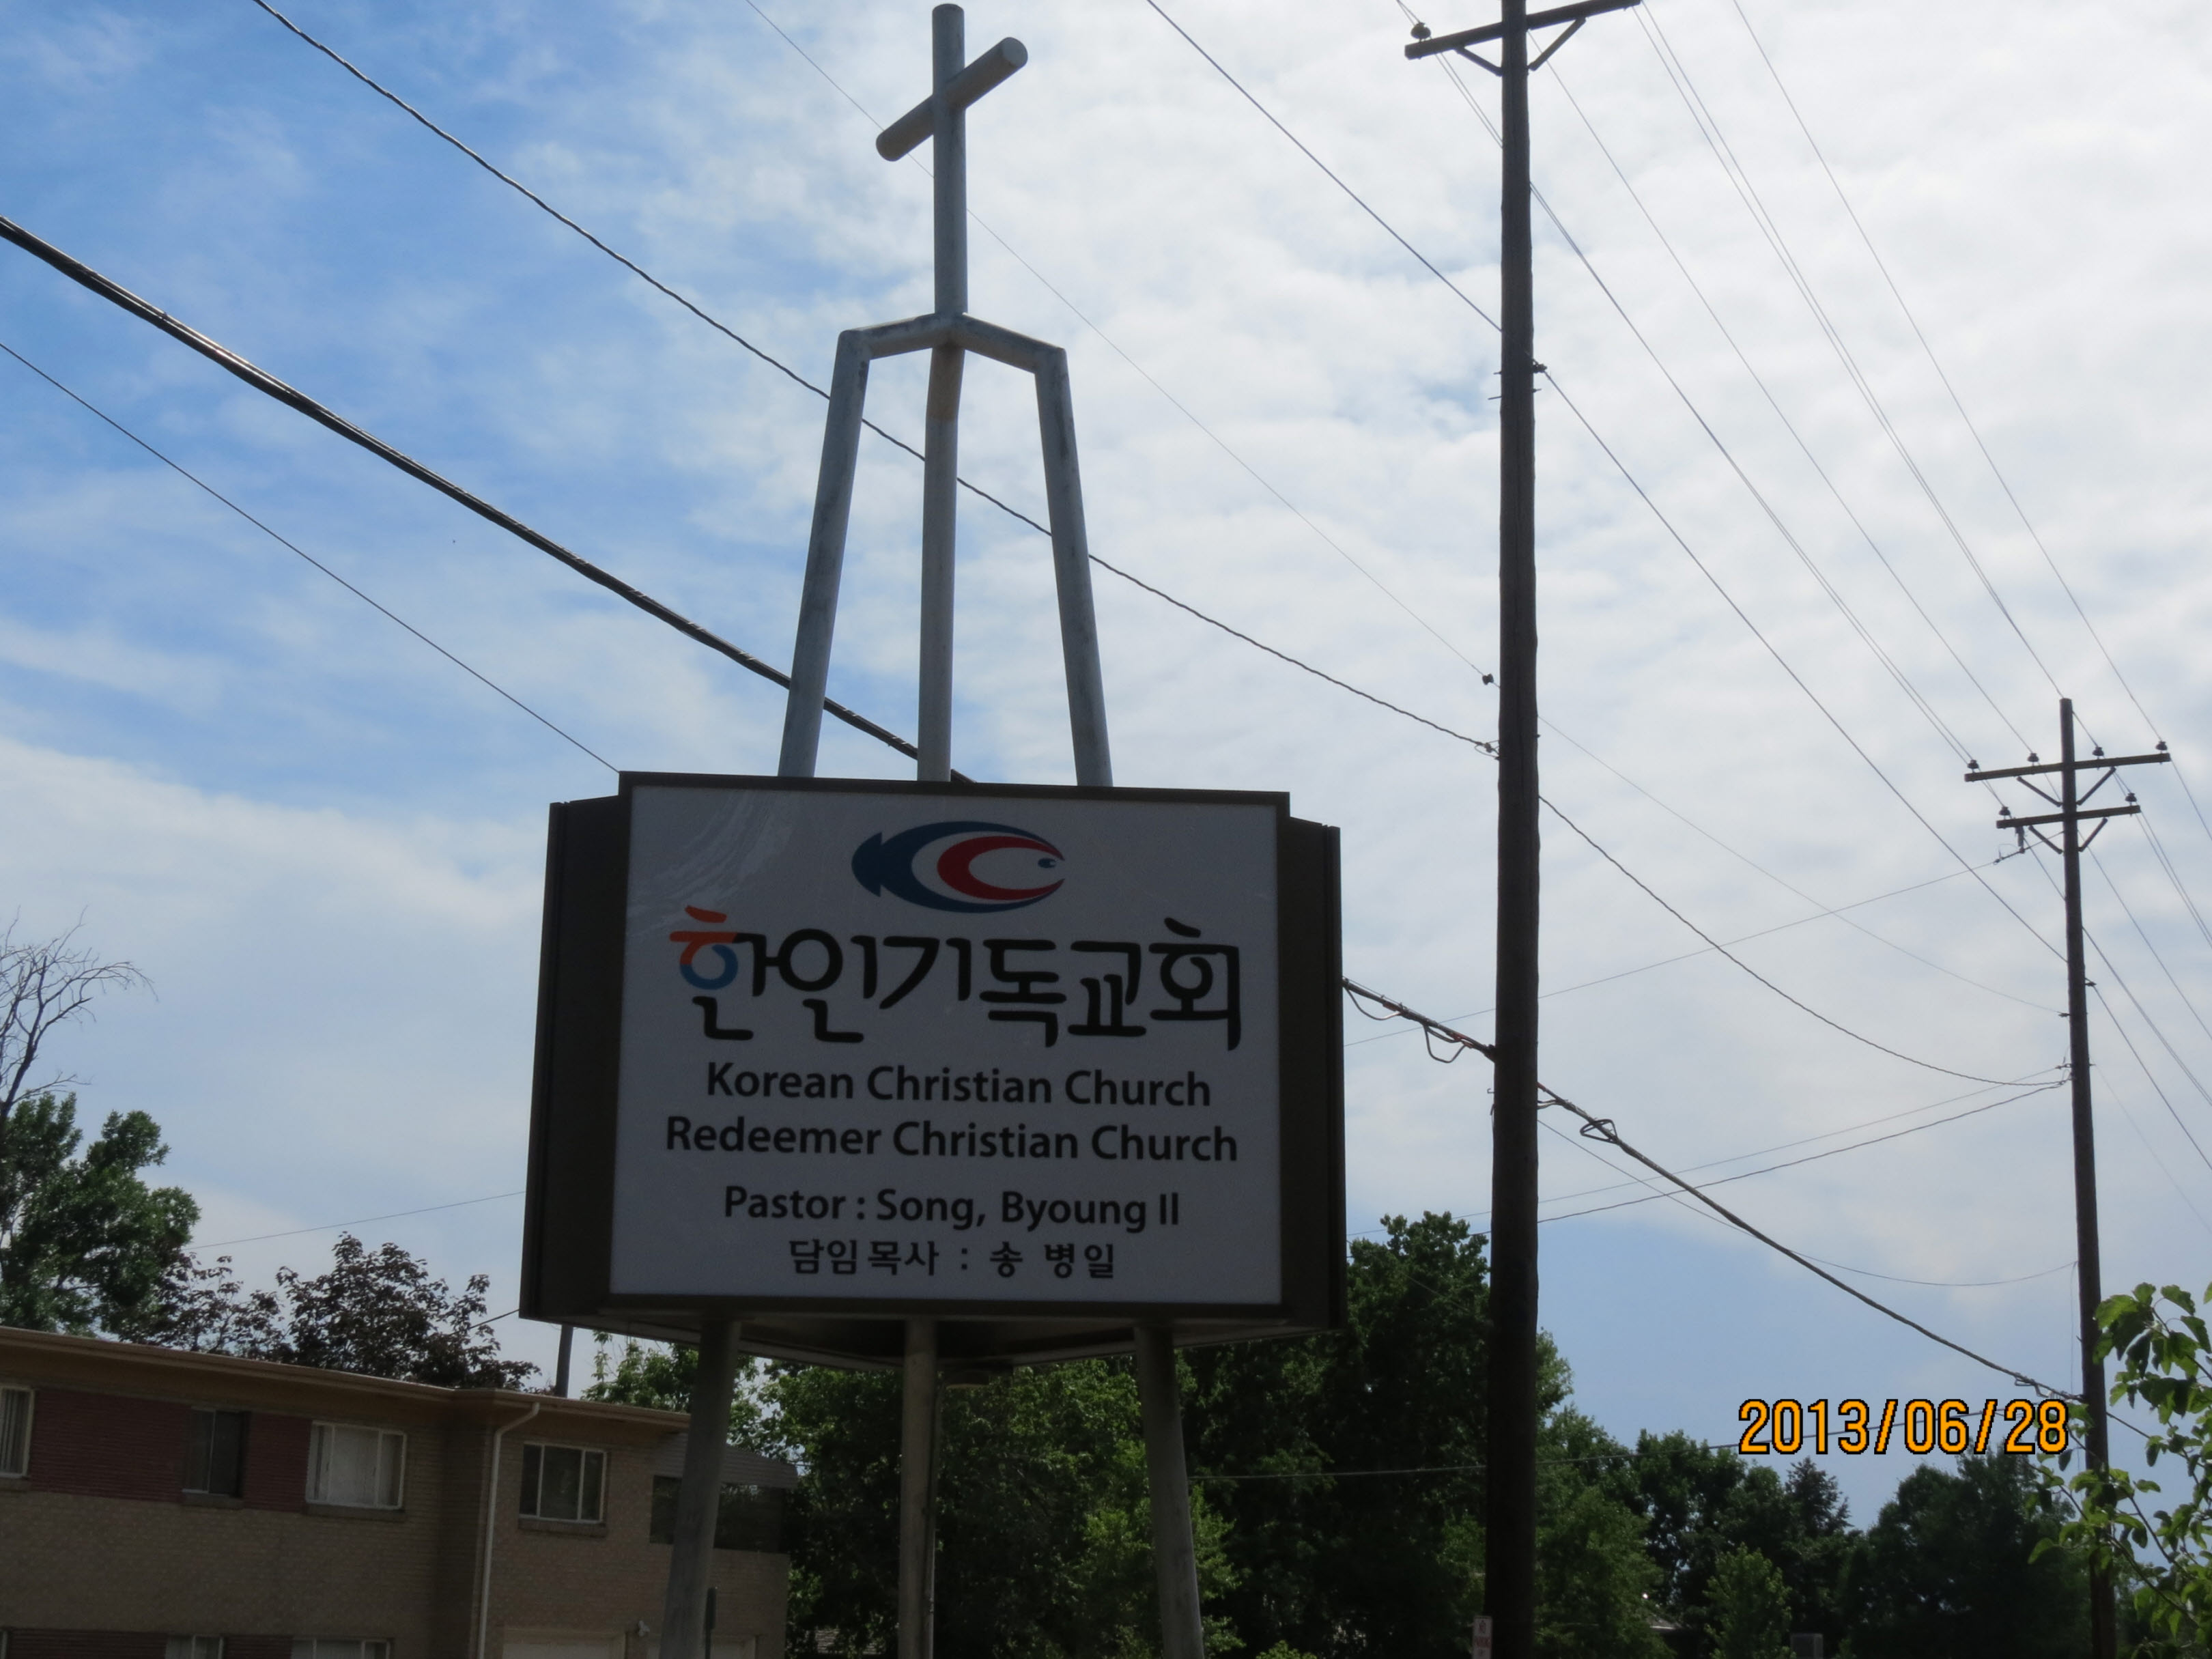 한인기독교회
Korean Christian Church
Redeemer Christian Church
Pastor : Song, Byoung Il
담임목사 : 송 병일
2013/06/28